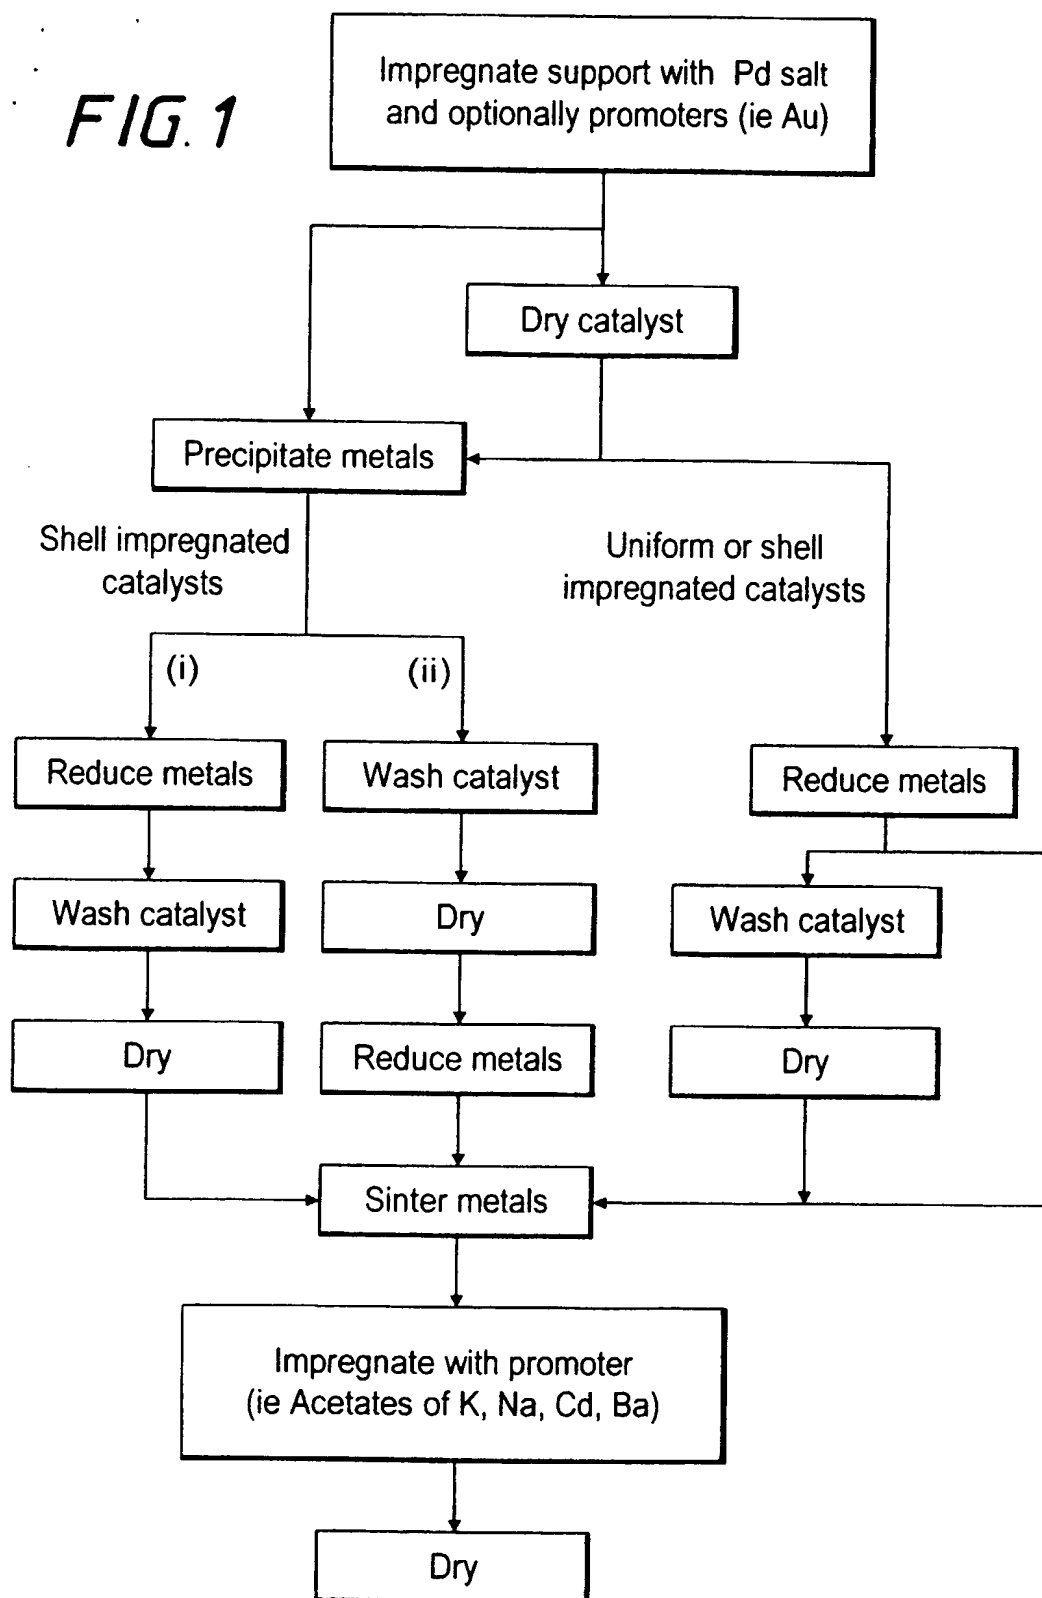 FIG. 1
Impregnate support with Pd salt
and optionally promoters (ie Au)
Dry catalyst
Precipitate metals
Shell impregnated
catalysts
Uniform or shell
impregnated catalysts
(i)
(ii)
Reduce metals
Wash catalyst
Reduce metals
Wash catalyst
Dry
Wash catalyst
Dry
Reduce metals
Dry
Sinter metals
Impregnate with promoter
(ie Acetates of K, Na, Cd, Ba)
Dry